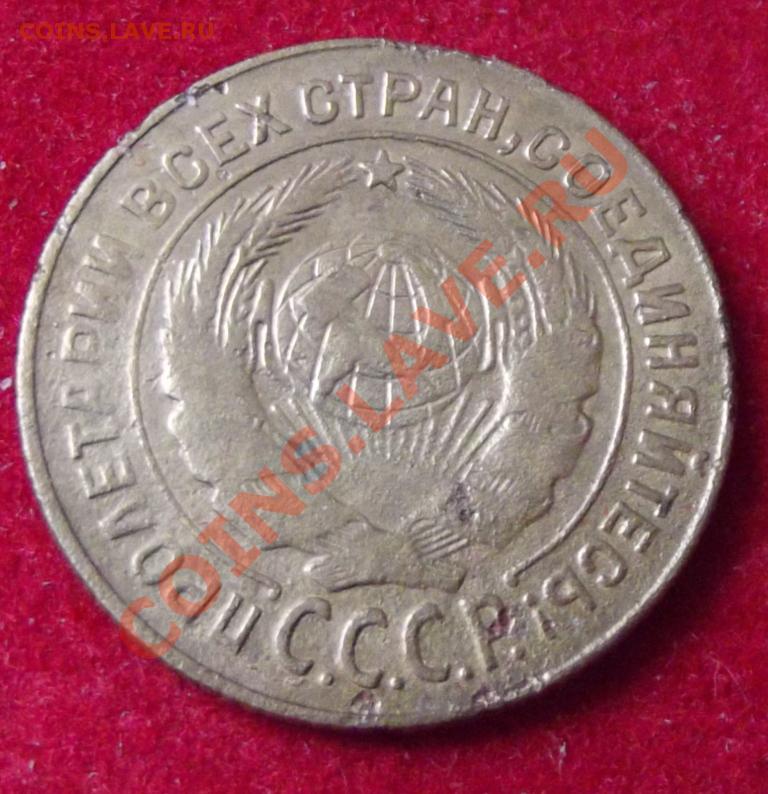 COINS.LAVE.RU
ПРОЛЕТАРИИ ВСЕХ СТРАН, СОЕДИНЯЙТЕСЬ!
С.С.С.Р.
COINS.LAVE.RU